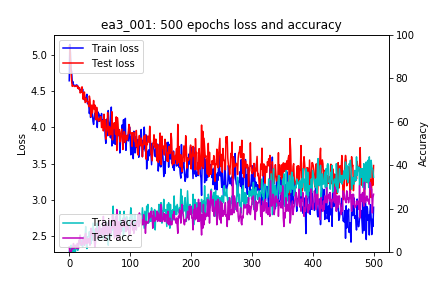 ea3_001: 500 epochs loss and accuracy
Train loss
Test loss
Train acc
Test acc
Loss
5.0
4.5
4.0
3.5
3.0
2.5
Accuracy
100
80
60
40
20
0
0 100 200 300 400 500